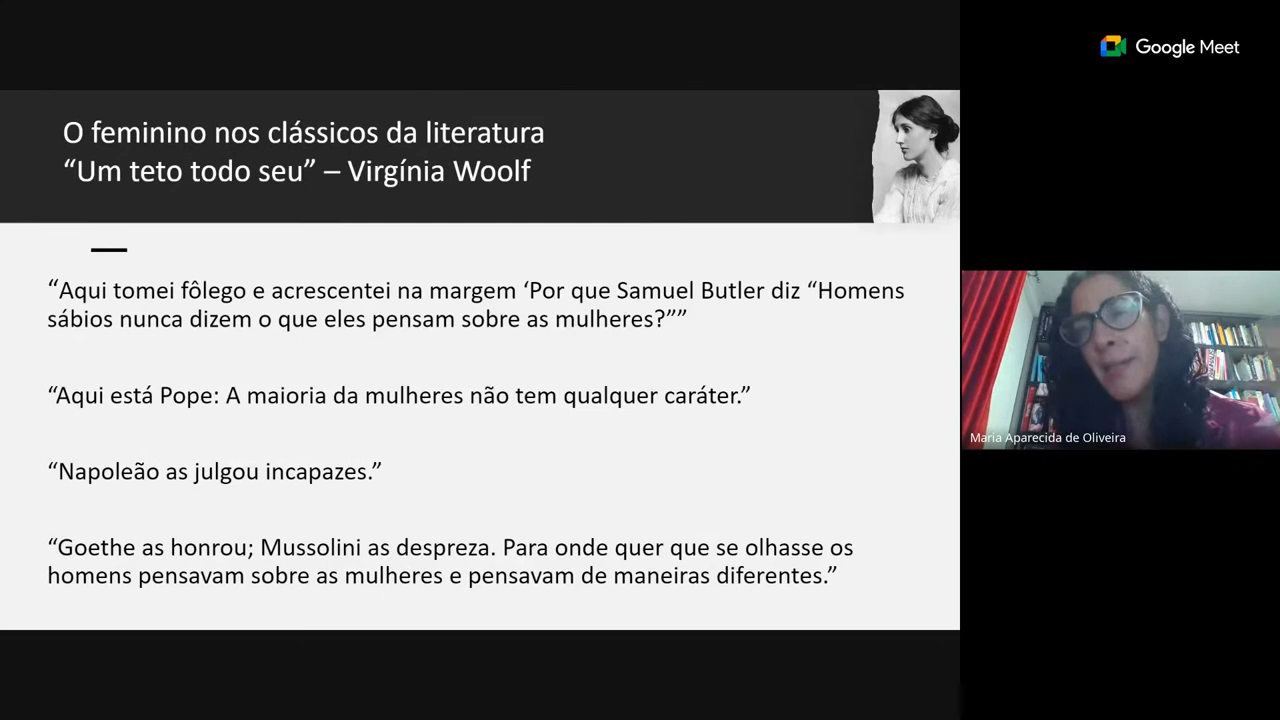 Google Meet
O feminino nos clássicos da literatura
“Um teto todo seu” – Virgínia Woolf
“Aqui tomei fôlego e acrescentei na margem ‘Por que Samuel Butler diz “Homens
sábios nunca dizem o que eles pensam sobre as mulheres?””
“Aqui está Pope: A maioria da mulheres não tem qualquer caráter.”
“Napoleão as julgou incapazes.”
“Goethe as honrou; Mussolini as despreza. Para onde quer que se olhasse os
homens pensavam sobre as mulheres e pensavam de maneiras diferentes.”
Maria Aparecida de Oliveira